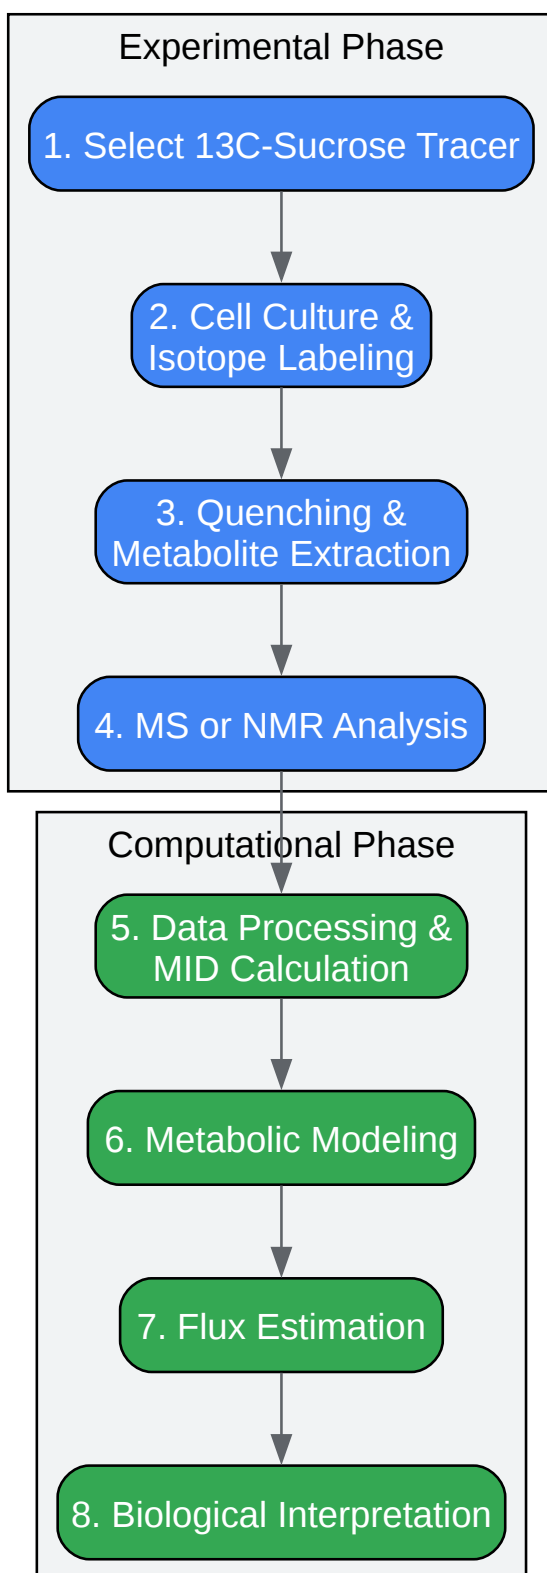 Experimental Phase
1. Select 13C-Sucrose Tracer
2. Cell Culture &
Isotope Labeling
3. Quenching &
Metabolite Extraction
4. MS or NMR Analysis
Computational Phase
5. Data Processing &
MID Calculation
6. Metabolic Modeling
7. Flux Estimation
8. Biological Interpretation